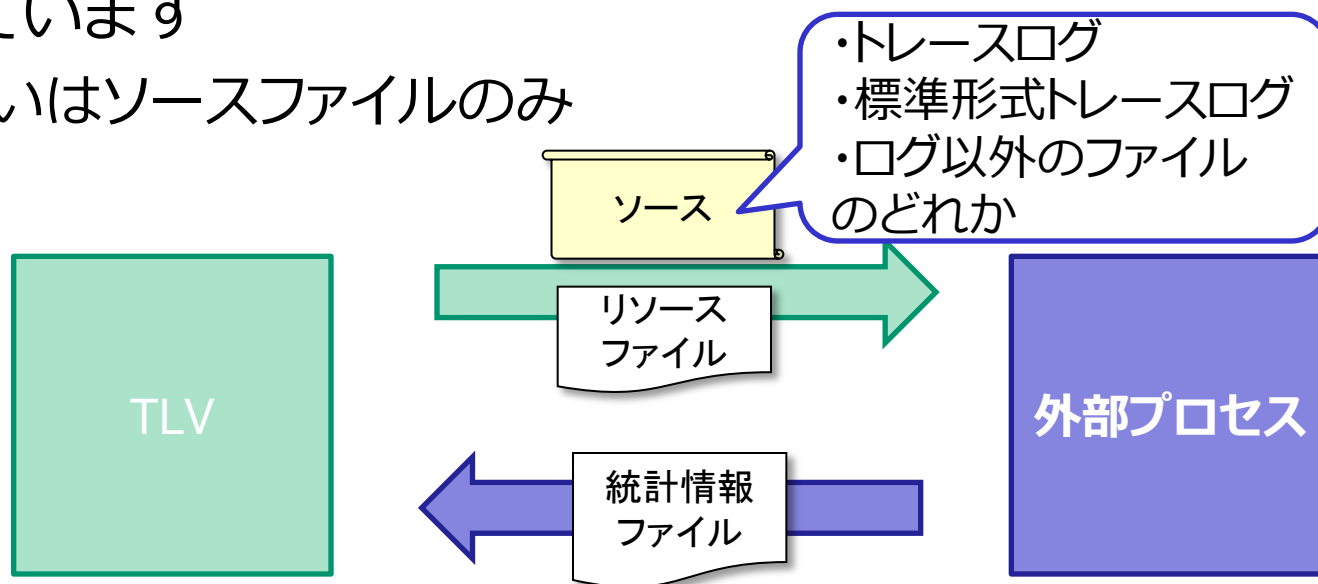 ています
いはソースファイルのみ
・トレースログ
・標準形式トレースログ
・ログ以外のファイル
のどれか
ソース
リソース
ファイル
TLV
外部プロセス
統計情報
ファイル